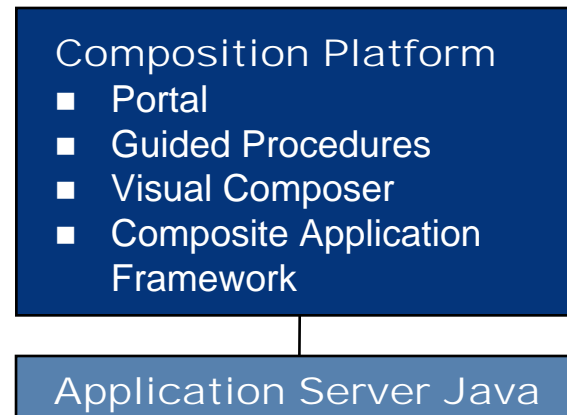 Composition Platform
■ Portal
■ Guided Procedures
■ Visual Composer
■ Composite Application
Framework
Application Server Java